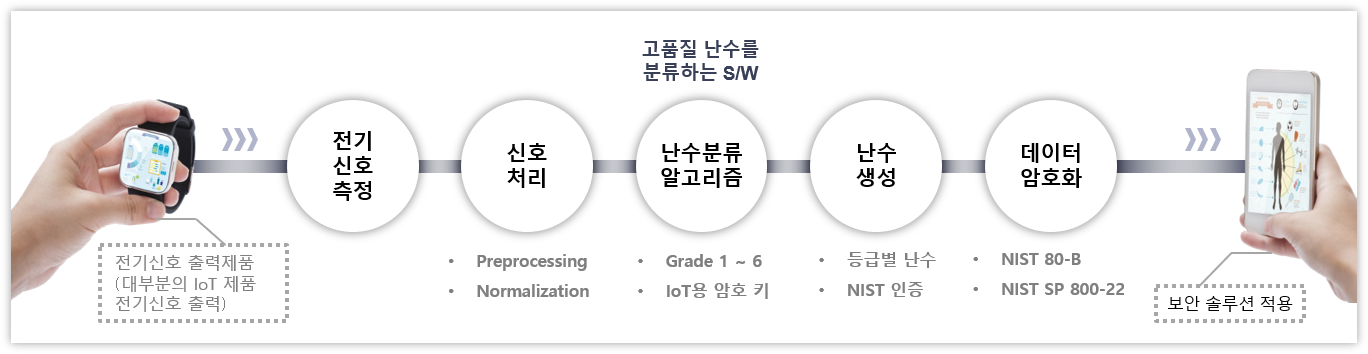 고품질 난수를
분류하는 S/W
전기
신호
측정
신호
처리
난수분류
알고리즘
난수
생성
데이터
암호화
전기신호 출력제품
(대부분의 IoT 제품
전기신호 출력)
• Preprocessing
• Normalization
• Grade 1 ~ 6
• IoT용 암호 키
• 등급별 난수
• NIST 인증
• NIST 80-B
• NIST SP 800-22
보안 솔루션 적용